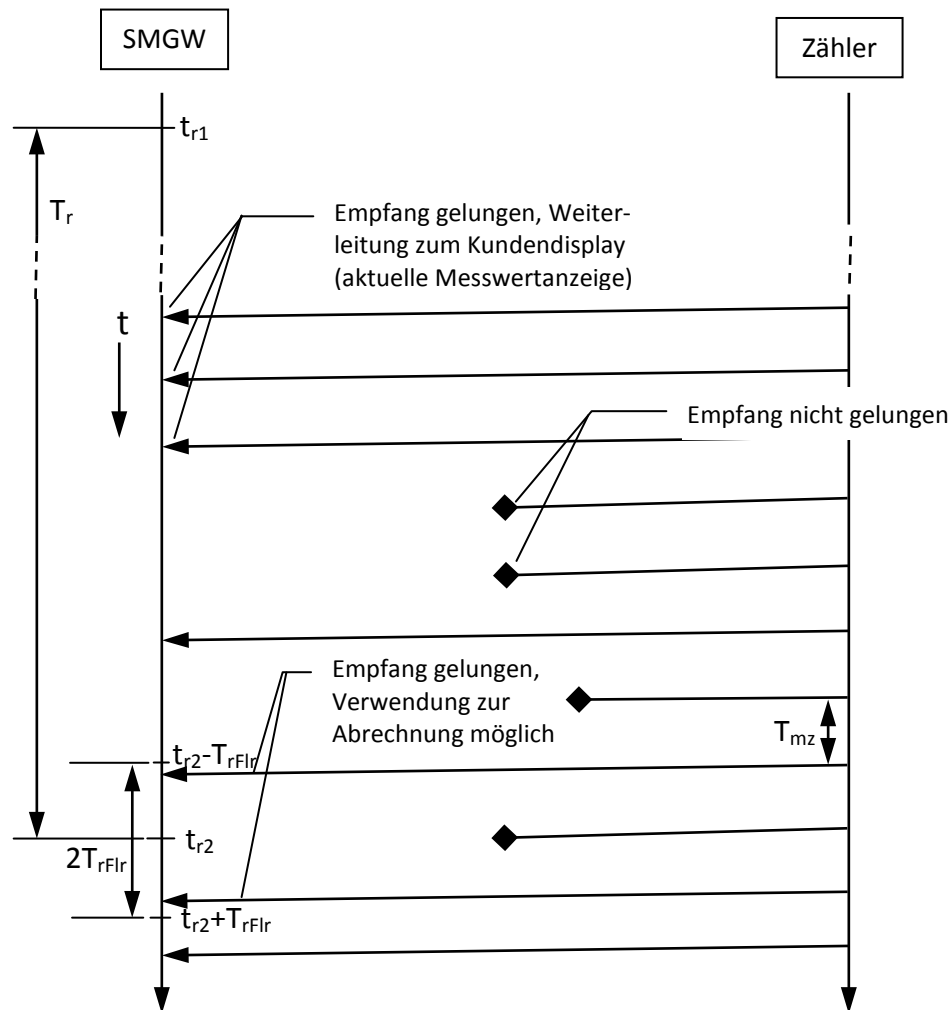 SMGW
Zähler
tr1
Tr
Empfang gelungen, Weiter-
leitung zum Kundendisplay
(aktuelle Messwertanzeige)
t
Empfang nicht gelungen
Empfang gelungen,
Verwendung zur
Abrechnung möglich
Tmz
tr2-TrFlr
tr2
2TrFlr
tr2+TrFlr